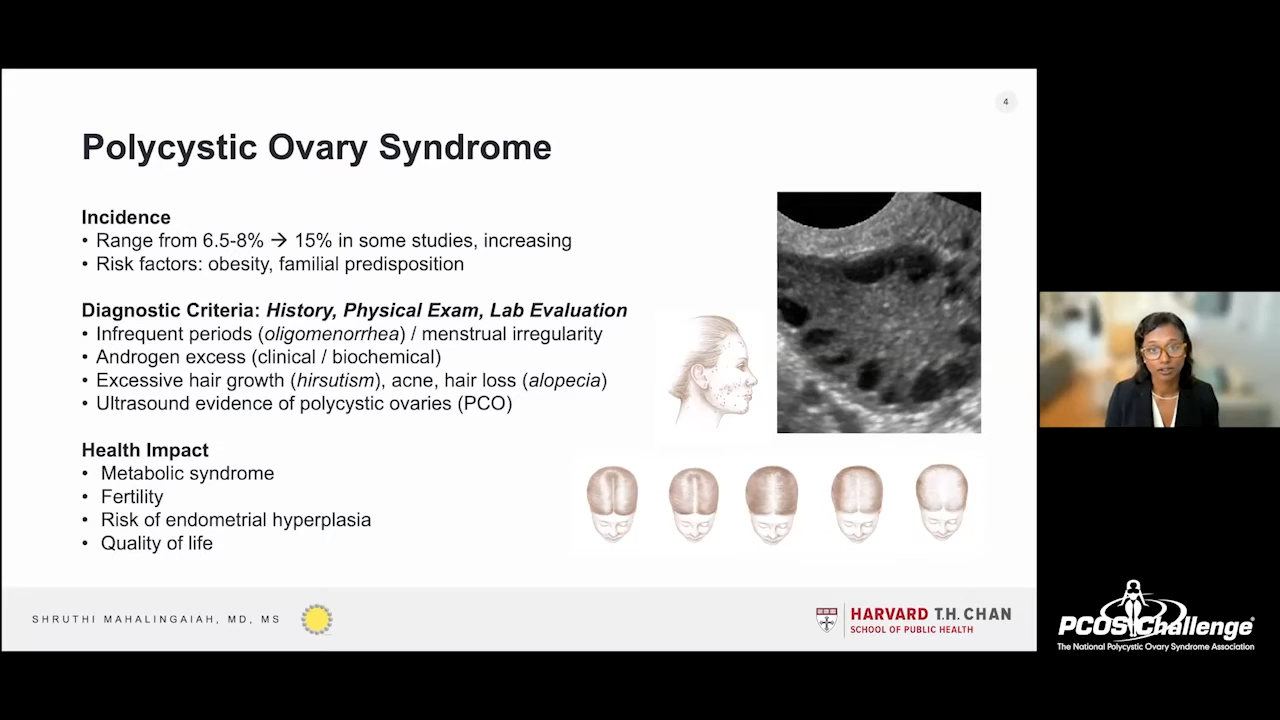 4
Polycystic Ovary Syndrome
Incidence
• Range from 6.5-8% → 15% in some studies, increasing
• Risk factors: obesity, familial predisposition
Diagnostic Criteria: History, Physical Exam, Lab Evaluation
• Infrequent periods (oligomenorrhea) / menstrual irregularity
• Androgen excess (clinical / biochemical)
• Excessive hair growth (hirsutism), acne, hair loss (alopecia)
• Ultrasound evidence of polycystic ovaries (PCO)
Health Impact
• Metabolic syndrome
• Fertility
• Risk of endometrial hyperplasia
• Quality of life
SHRUTHI MAHALINGAIAH, MD, MS
HARVARD T.H. CHAN
SCHOOL OF PUBLIC HEALTH
PCOS Challenge®
The National Polycystic Ovary Syndrome Association